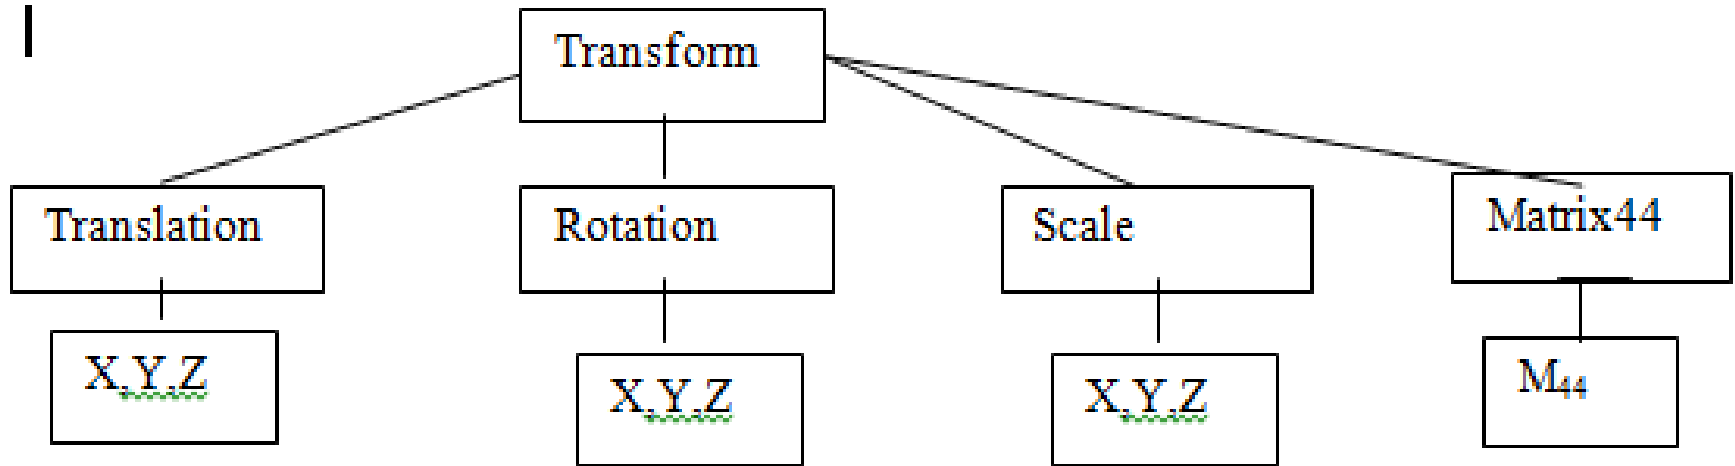 Transform
Translation
Rotation
Scale
Matrix44
X,Y,Z
X,Y,Z
X,Y,Z
M₄₄